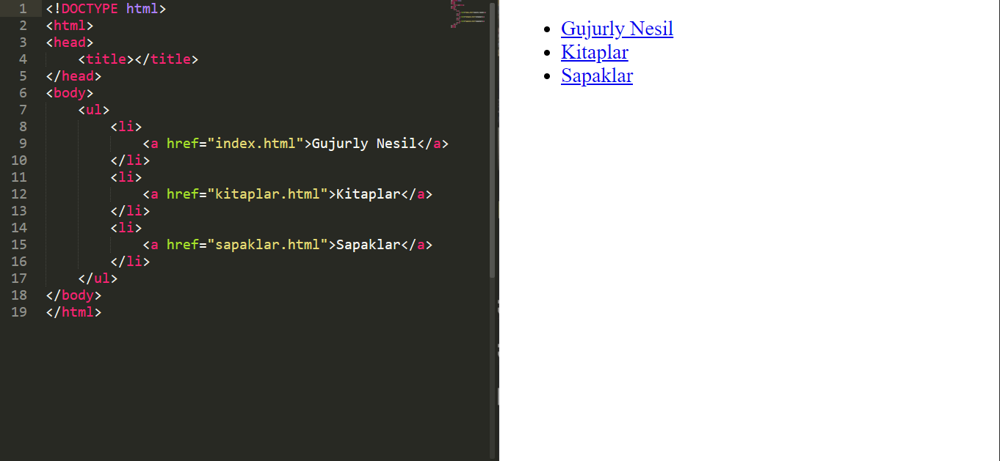 1 <!DOCTYPE html>
2 <html>
3 <head>
4     <title></title>
5 </head>
6 <body>
7     <ul>
8         <li>
9             <a href="index.html">Gujurly Nesil</a>
10         </li>
11         <li>
12             <a href="kitaplar.html">Kitaplar</a>
13         </li>
14         <li>
15             <a href="sapaklar.html">Sapaklar</a>
16         </li>
17     </ul>
18 </body>
19 </html>
• Gujurly Nesil
• Kitaplar
• Sapaklar